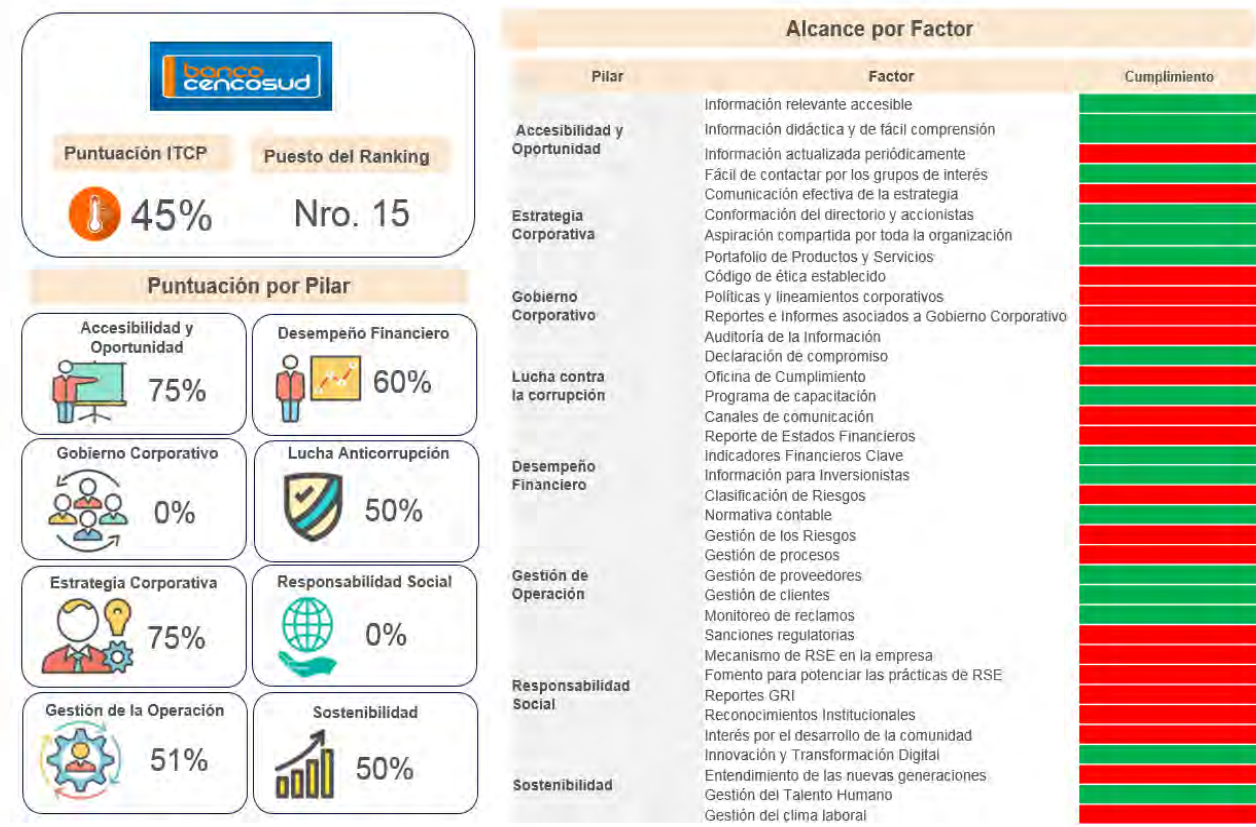 banco
cencosud
Puntuación ITCP
Puesto del Ranking
45%
Nro. 15
Puntuación por Pilar
Accesibilidad y
Oportunidad
75%
Desempeño Financiero
60%
Gobierno Corporativo
0%
Lucha Anticorrupción
50%
Estrategia Corporativa
75%
Responsabilidad Social
0%
Gestión de la Operación
51%
Sostenibilidad
50%
Alcance por Factor
Pilar Factor Cumplimiento
Accesibilidad y
Oportunidad
Información relevante accesible
Información didáctica y de fácil comprensión
Información actualizada periódicamente
Fácil de contactar por los grupos de interés
Estrategia
Corporativa
Comunicación efectiva de la estrategia
Conformación del directorio y accionistas
Aspiración compartida por toda la organización
Portafolio de Productos y Servicios
Gobierno
Corporativo
Código de ética establecido
Políticas y lineamientos corporativos
Reportes e Informes asociados a Gobierno Corporativo
Auditoría de la Información
Lucha contra
la corrupción
Declaración de compromiso
Oficina de Cumplimiento
Programa de capacitación
Canales de comunicación
Desempeño
Financiero
Reporte de Estados Financieros
Indicadores Financieros Clave
Información para Inversionistas
Clasificación de Riesgos
Normativa contable
Gestión de
Operación
Gestión de los Riesgos
Gestión de procesos
Gestión de proveedores
Gestión de clientes
Monitoreo de reclamos
Sanciones regulatorias
Responsabilidad
Social
Mecanismo de RSE en la empresa
Fomento para potenciar las prácticas de RSE
Reportes GRI
Reconocimientos Institucionales
Interés por el desarrollo de la comunidad
Sostenibilidad
Innovación y Transformación Digital
Entendimiento de las nuevas generaciones
Gestión del Talento Humano
Gestión del clima laboral